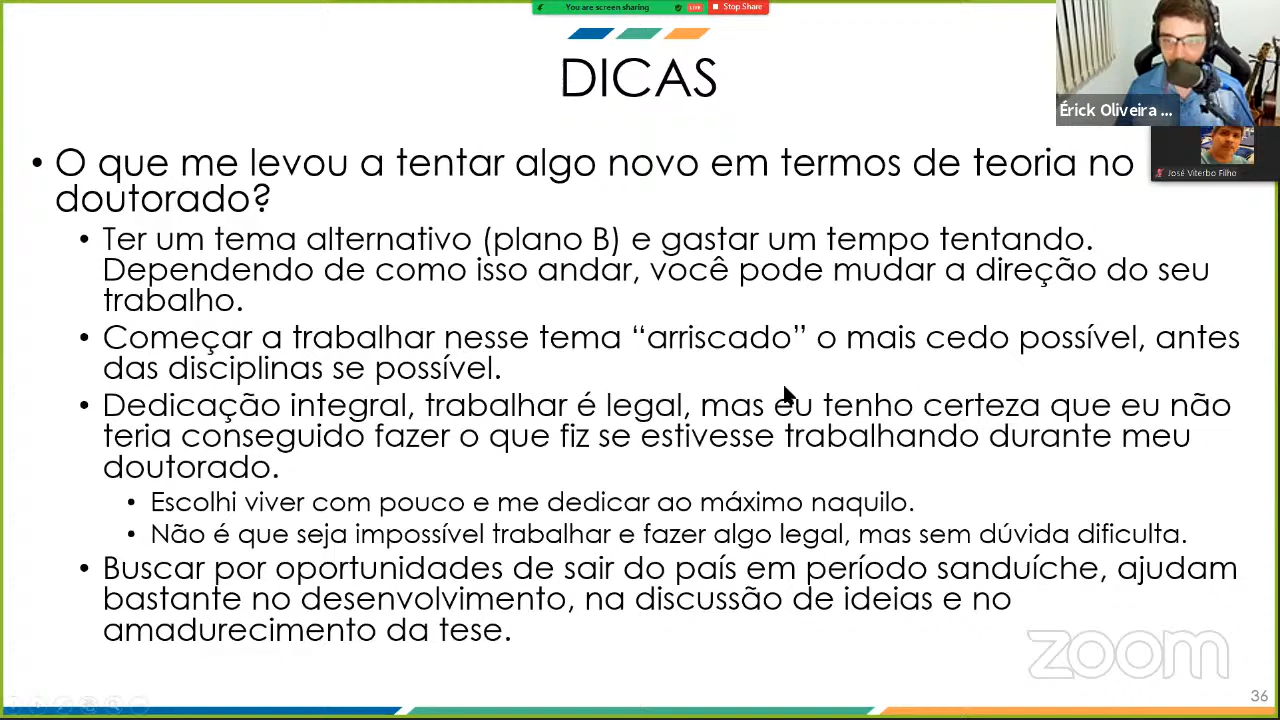 You are screen sharing
LIVE
Stop Share
DICAS
Érick Oliveira ...
José Viterbo Filho
• O que me levou a tentar algo novo em termos de teoria no
doutorado?
• Ter um tema alternativo (plano B) e gastar um tempo tentando.
Dependendo de como isso andar, você pode mudar a direção do seu
trabalho.
• Começar a trabalhar nesse tema “arriscado” o mais cedo possível, antes
das disciplinas se possível.
• Dedicação integral, trabalhar é legal, mas eu tenho certeza que eu não
teria conseguido fazer o que fiz se estivesse trabalhando durante meu
doutorado.
• Escolhi viver com pouco e me dedicar ao máximo naquilo.
• Não é que seja impossível trabalhar e fazer algo legal, mas sem dúvida dificulta.
• Buscar por oportunidades de sair do país em período sanduíche, ajudam
bastante no desenvolvimento, na discussão de ideias e no
amadurecimento da tese.
zoom
36